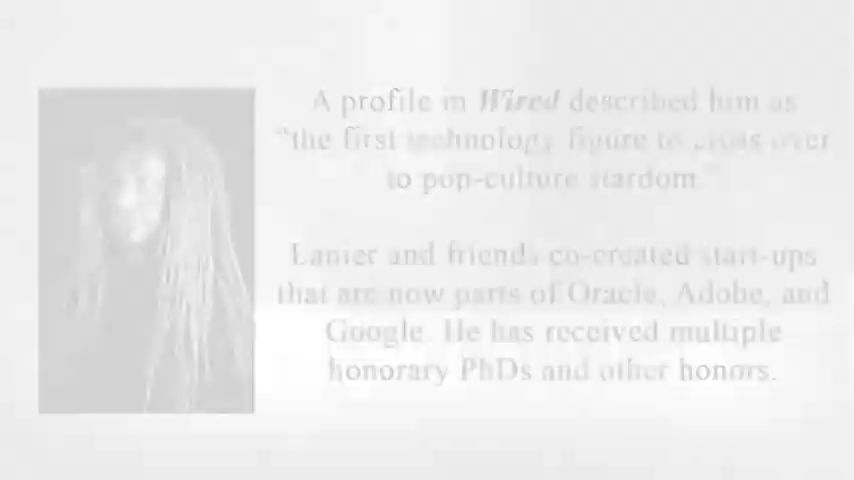 A profile in Wired described him as
“the first technology figure to cross over
to pop-culture stardom.”
Lanier and friends co-created start-ups
that are now parts of Oracle, Adobe, and
Google. He has received multiple
honorary PhDs and other honors.